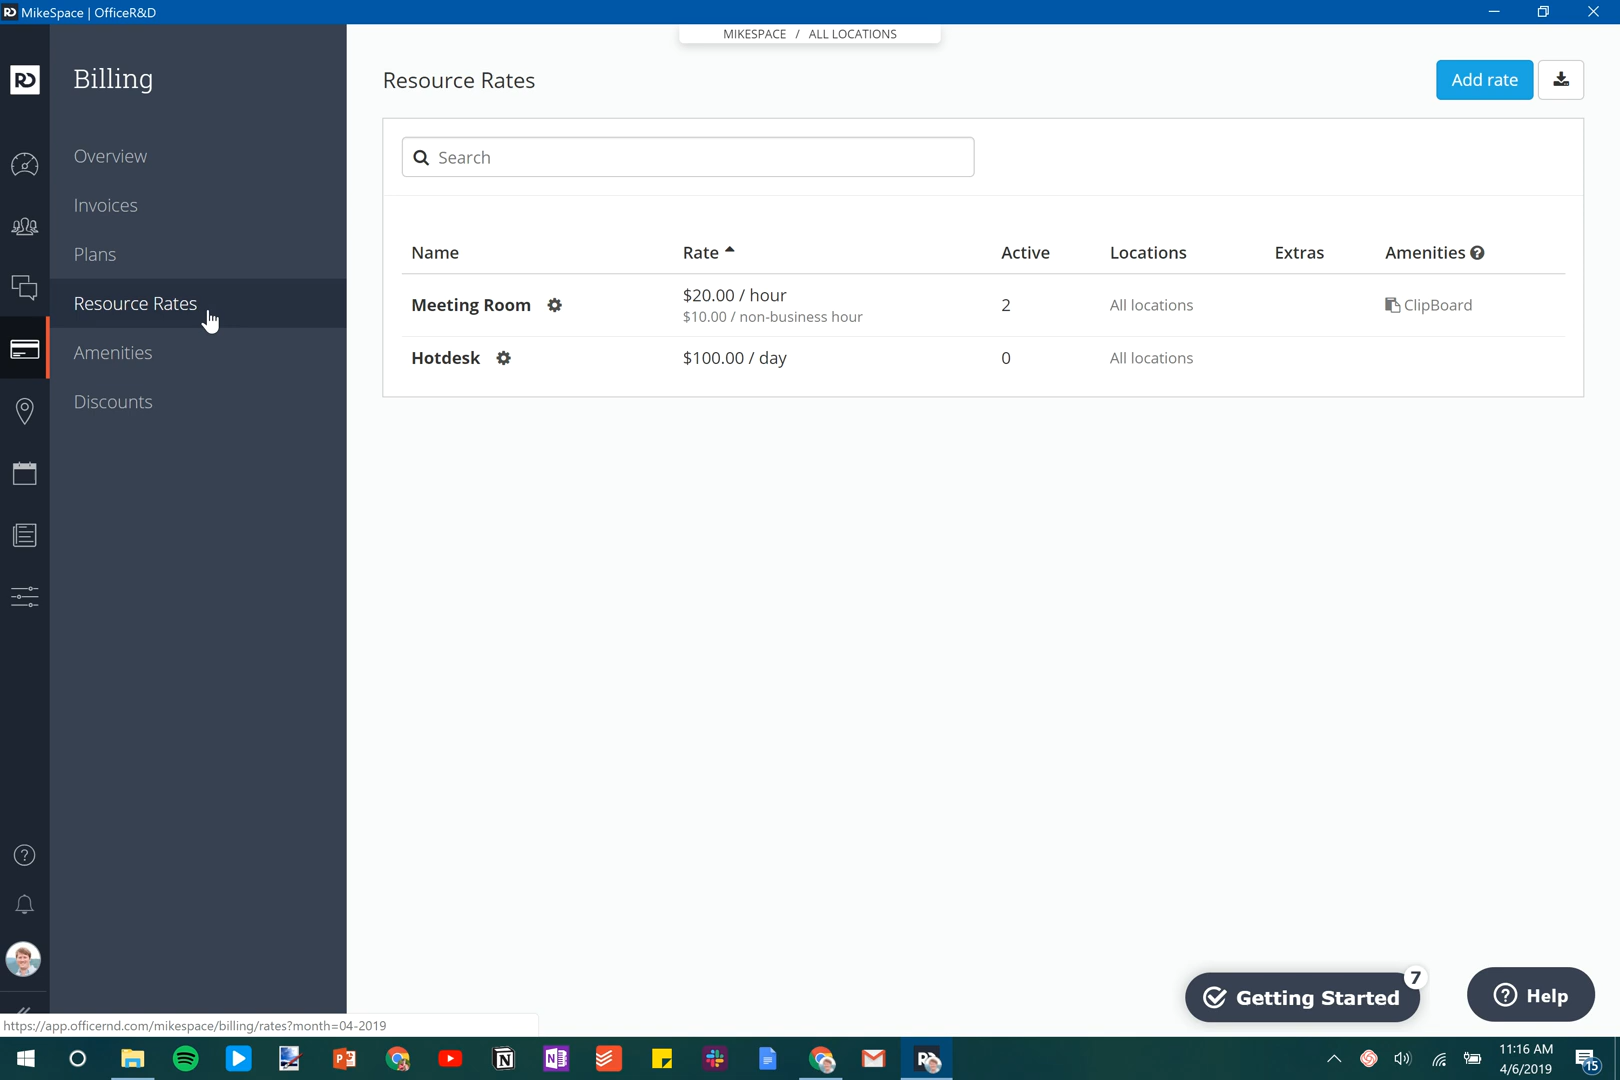 MikeSpace | OfficeR&D
MIKESPACE / ALL LOCATIONS
Billing
Overview
Invoices
Plans
Resource Rates
Amenities
Discounts
Resource Rates
Add rate
Search
Name Rate Active Locations Extras Amenities
Meeting Room $20.00 / hour 2 All locations ClipBoard
$10.00 / non-business hour
Hotdesk $100.00 / day 0 All locations
7
Getting Started
Help
https://app.officernd.com/mikespace/billing/rates?month=04-2019
11:16 AM
4/6/2019
15